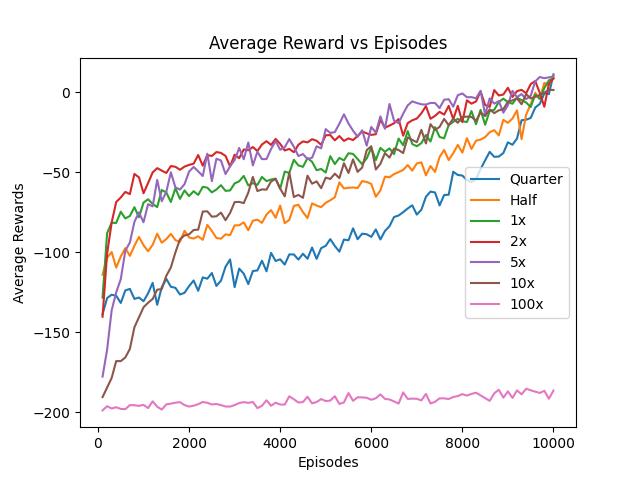 Average Reward vs Episodes
Average Rewards
0
−50
−100
−150
−200
Quarter
Half
1x
2x
5x
10x
100x
0 2000 4000 6000 8000 10000
Episodes